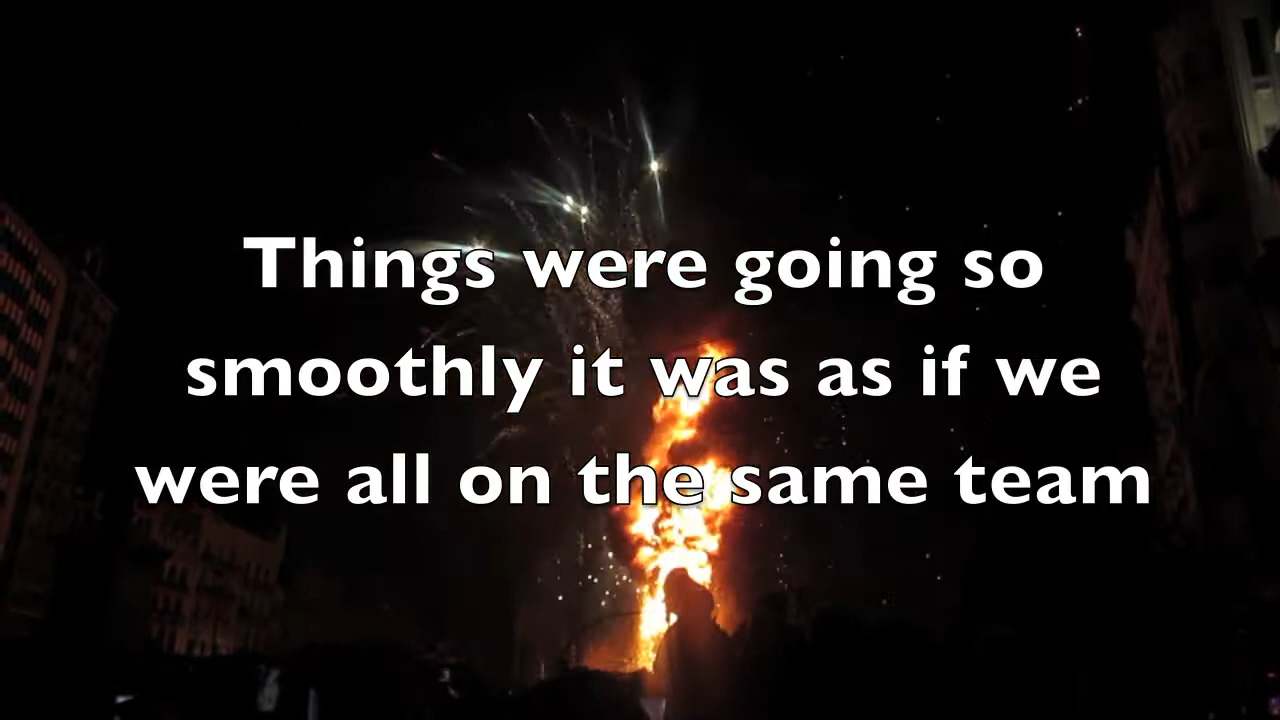 Things were going so
smoothly it was as if we
were all on the same team